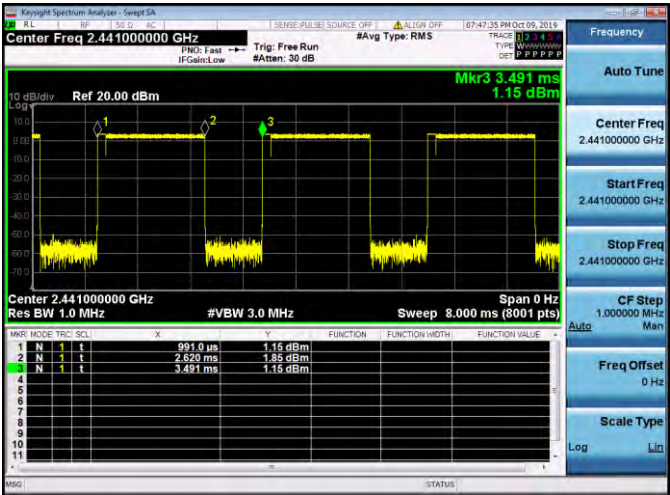 Keysight Spectrum Analyzer - Swept SA
RL RF 50 Ω AC SENSE:PULSE SOURCE OFF ALIGN OFF 07:47:35 PM Oct 09, 2019
Center Freq 2.441000000 GHz #Avg Type: RMS TRACE 1 2 3 4 5 6
PNO: Fast Trig: Free Run TYPE WWWWWW
IFGain:Low #Atten: 30 dB DET P P P P P P
Mkr3 3.491 ms
10 dB/div Ref 20.00 dBm 1.15 dBm
Log
10.0
0.00
-10.0
-20.0
-30.0
-40.0
-50.0
-60.0
-70.0
1
2
3
Center 2.441000000 GHz Span 0 Hz
Res BW 1.0 MHz #VBW 3.0 MHz Sweep 8.000 ms (8001 pts)
MKR MODE TRC SCL X Y FUNCTION FUNCTION WIDTH FUNCTION VALUE
1 N 1 t 991.0 µs 1.15 dBm
2 N 1 t 2.620 ms 1.85 dBm
3 N 1 t 3.491 ms 1.15 dBm
4
5
6
7
8
9
10
11
MSG STATUS
Frequency
Auto Tune
Center Freq
2.441000000 GHz
Start Freq
2.441000000 GHz
Stop Freq
2.441000000 GHz
CF Step
1.000000 MHz
Auto Man
Freq Offset
0 Hz
Scale Type
Log Lin